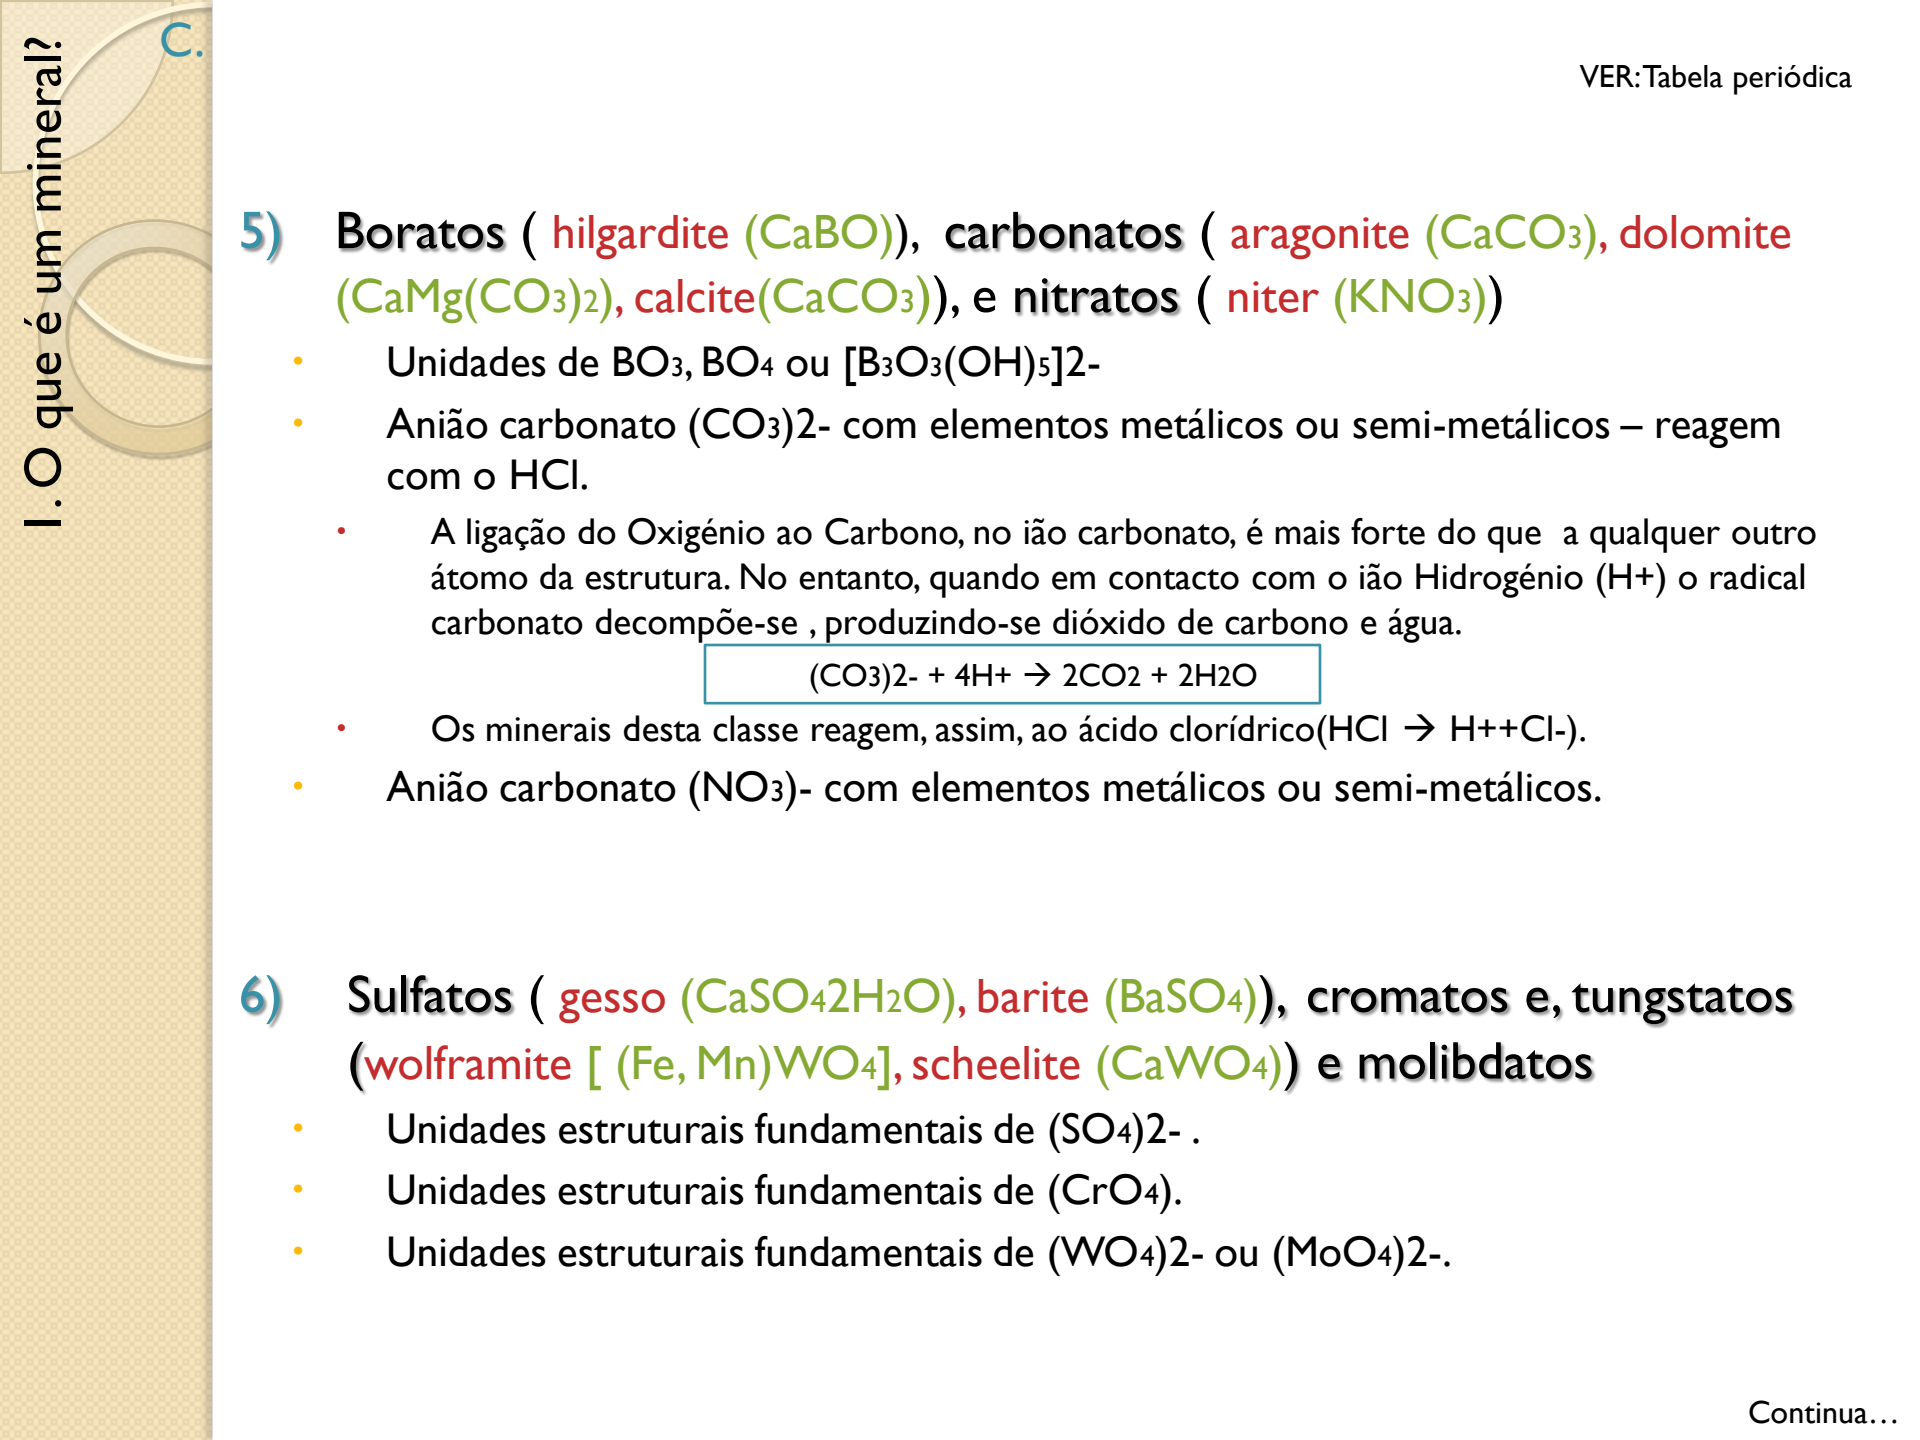 1. O que é um mineral?
C.
VER:Tabela periódica
5) Boratos ( hilgardite (CaBO)), carbonatos ( aragonite (CaCO3), dolomite
(CaMg(CO3)2), calcite(CaCO3)), e nitratos ( niter (KNO3))
• Unidades de BO3, BO4 ou [B3O3(OH)5]2-
• Anião carbonato (CO3)2- com elementos metálicos ou semi-metálicos – reagem
com o HCl.
• A ligação do Oxigénio ao Carbono, no ião carbonato, é mais forte do que a qualquer outro
átomo da estrutura. No entanto, quando em contacto com o ião Hidrogénio (H+) o radical
carbonato decompõe-se , produzindo-se dióxido de carbono e água.
(CO3)2- + 4H+ → 2CO2 + 2H2O
• Os minerais desta classe reagem, assim, ao ácido clorídrico(HCl → H++Cl-).
• Anião carbonato (NO3)- com elementos metálicos ou semi-metálicos.
6) Sulfatos ( gesso (CaSO42H2O), barite (BaSO4)), cromatos e, tungstatos
(wolframite [ (Fe, Mn)WO4], scheelite (CaWO4)) e molibdatos
• Unidades estruturais fundamentais de (SO4)2- .
• Unidades estruturais fundamentais de (CrO4).
• Unidades estruturais fundamentais de (WO4)2- ou (MoO4)2-.
Continua…